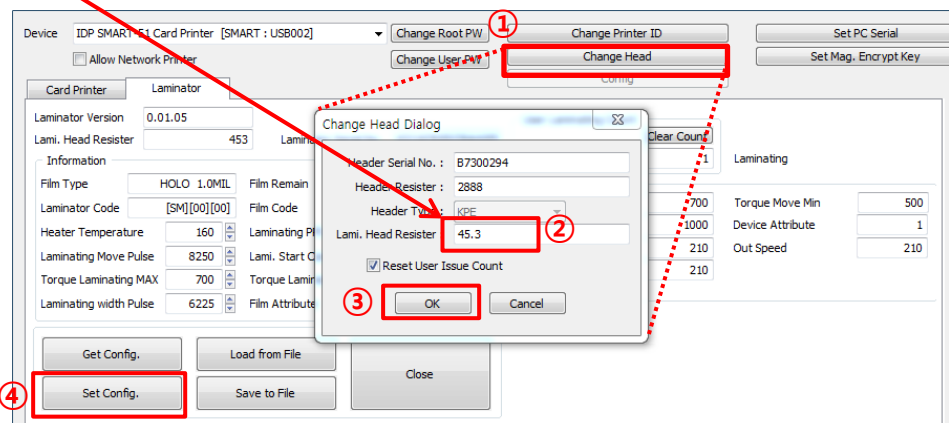 ①
Device IDP SMART-51 Card Printer [SMART : USB002] Change Root PW Change Printer ID Set PC Serial
Allow Network Printer Change User PW Change Head Set Mag. Encrypt Key
Config
Card Printer Laminator
Laminator Version 0.01.05
Lami. Head Resister 453 Clear Count
Information 1 Laminating
Film Type HOLO 1.0MIL Film Remain 700 Torque Move Min 500
Laminator Code [SM][00][00] Film Code 1000 Device Attribute 1
Heater Temperature 160 Laminating 210 Out Speed 210
Laminating Move Pulse 8250 Lami. Start 210
Torque Laminating MAX 700 Torque
Laminating width Pulse 6225 Film Attribute
Change Head Dialog
Header Serial No. : B7300294
Header Resister : 2888
Header Type : KPE
Lami. Head Resister 45.3 ②
Reset User Issue Count
③ OK Cancel
Get Config. Load from File Close
④ Set Config. Save to File